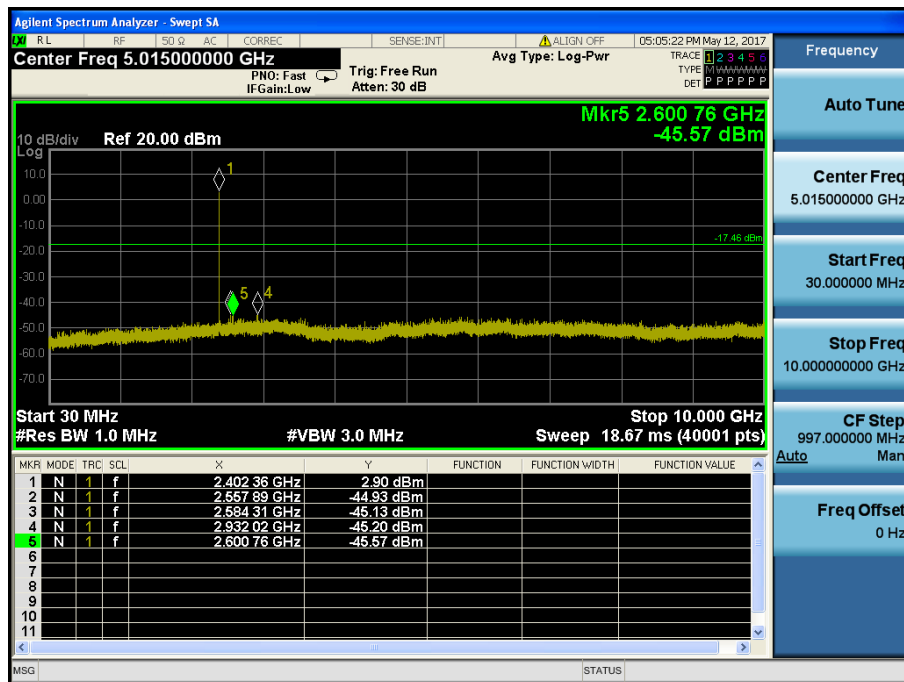 Agilent Spectrum Analyzer - Swept SA
LXI RL RF 50 Ω AC CORREC SENSE:INT ALIGN OFF 05:05:22 PM May 12, 2017
Center Freq 5.015000000 GHz
PNO: Fast
IFGain:Low
Trig: Free Run
Atten: 30 dB
Avg Type: Log-Pwr
TRACE 1 2 3 4 5 6
TYPE M W W W W W
DET P P P P P P
Mkr5 2.600 76 GHz
-45.57 dBm
10 dB/div Ref 20.00 dBm
Log
10.0
0.00
-10.0
-20.0
-30.0
-40.0
-50.0
-60.0
-70.0
1
5
4
-17.46 dBm
Start 30 MHz Stop 10.000 GHz
#Res BW 1.0 MHz #VBW 3.0 MHz Sweep 18.67 ms (40001 pts)
MKR MODE TRC SCL X Y FUNCTION FUNCTION WIDTH FUNCTION VALUE
1 N 1 f 2.402 36 GHz 2.90 dBm
2 N 1 f 2.557 89 GHz -44.93 dBm
3 N 1 f 2.584 31 GHz -45.13 dBm
4 N 1 f 2.932 02 GHz -45.20 dBm
5 N 1 f 2.600 76 GHz -45.57 dBm
6
7
8
9
10
11
MSG STATUS
Frequency
Auto Tune
Center Freq
5.015000000 GHz
Start Freq
30.000000 MHz
Stop Freq
10.000000000 GHz
CF Step
997.000000 MHz
Auto Man
Freq Offset
0 Hz